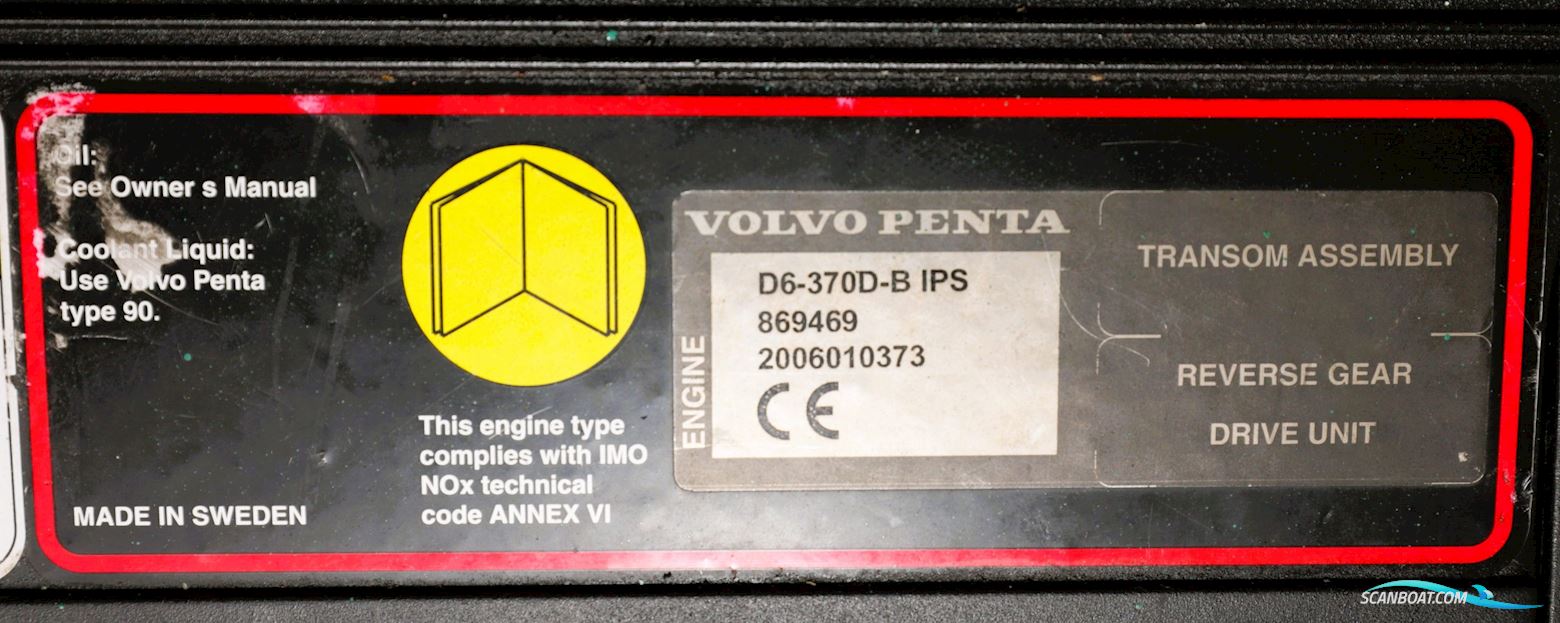 Oil:
See Owner s Manual
Coolant Liquid:
Use Volvo Penta
type 90.
MADE IN SWEDEN
This engine type
complies with IMO
NOx technical
code ANNEX VI
VOLVO PENTA
ENGINE
D6-370D-B IPS
869469
2006010373
CE
TRANSOM ASSEMBLY
REVERSE GEAR
DRIVE UNIT
SCANBOAT.COM